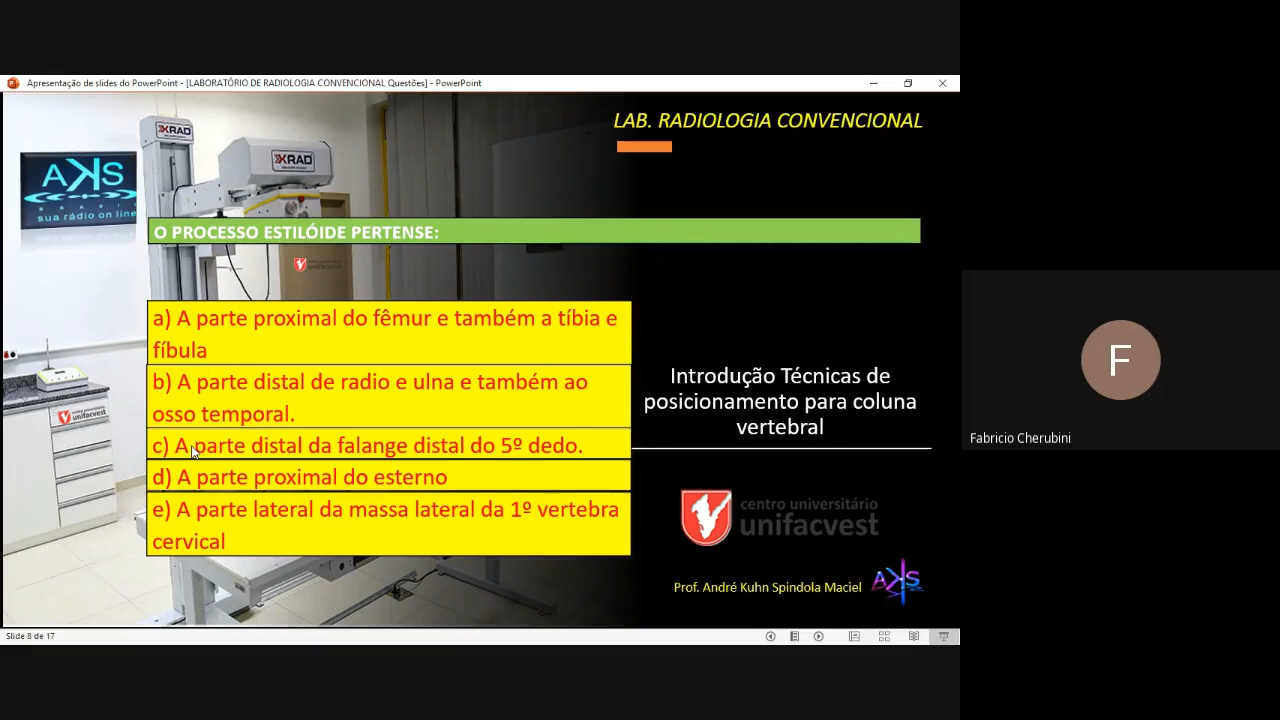 Apresentação de slides do PowerPoint - [LABORATÓRIO DE RADIOLOGIA CONVENCIONAL Questões] - PowerPoint
LAB. RADIOLOGIA CONVENCIONAL
XRAD
XRAD
AKS
BRASIL
sua rádio on line
O PROCESSO ESTILÓIDE PERTENSE:
unifacvest
a) A parte proximal do fêmur e também a tíbia e
fíbula
b) A parte distal de radio e ulna e também ao
osso temporal.
c) A parte distal da falange distal do 5º dedo.
d) A parte proximal do esterno
e) A parte lateral da massa lateral da 1º vertebra
cervical
unifacvest
Introdução Técnicas de
posicionamento para coluna
vertebral
centro universitário
unifacvest
Prof. André Kuhn Spindola Maciel
AKS
Slide 8 de 17
F
Fabricio Cherubini